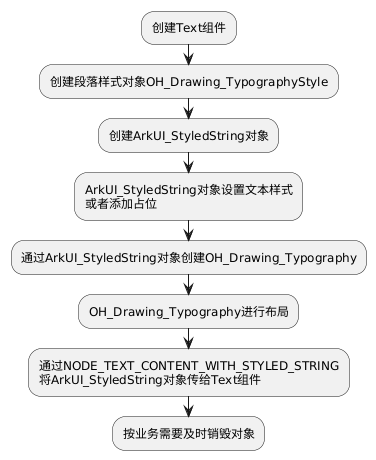 创建Text组件
创建段落样式对象OH_Drawing_TypographyStyle
创建ArkUI_StyledString对象
ArkUI_StyledString对象设置文本样式
或者添加占位
通过ArkUI_StyledString对象创建OH_Drawing_Typography
OH_Drawing_Typography进行布局
通过NODE_TEXT_CONTENT_WITH_STYLED_STRING
将ArkUI_StyledString对象传给Text组件
按业务需要及时销毁对象